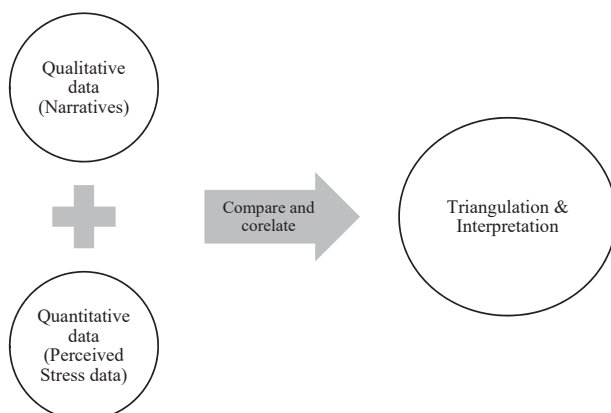 Qualitative
data
(Narratives)
Compare and
corelate
Triangulation &
Interpretation
Quantitative
data
(Perceived
Stress data)